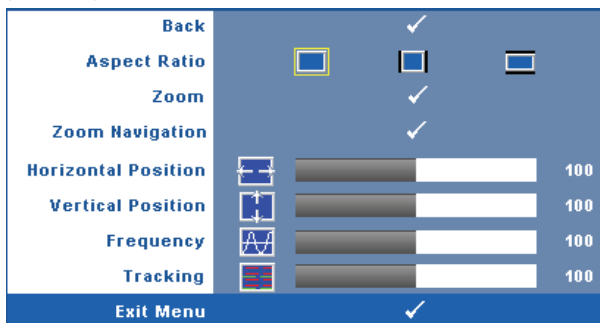 Back
Aspect Ratio
Zoom
Zoom Navigation
Horizontal Position 100
Vertical Position 100
Frequency 100
Tracking 100
Exit Menu